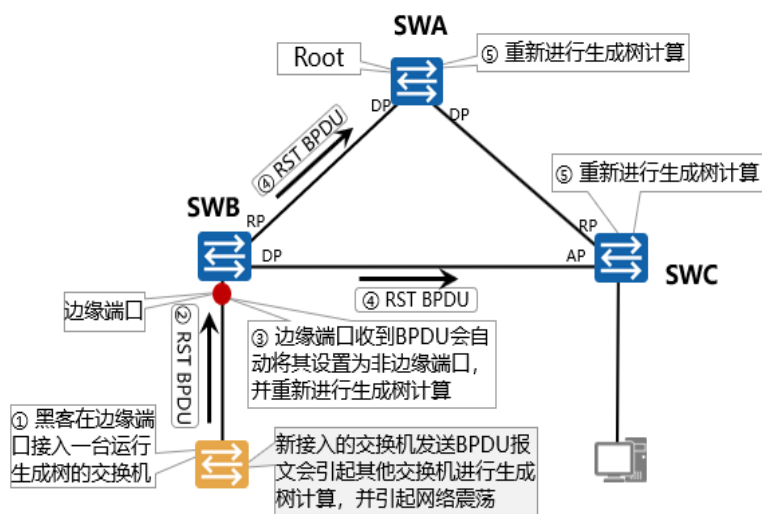 SWA
Root
⑤ 重新进行生成树计算
DP
DP
④ RST BPDU
⑤ 重新进行生成树计算
SWB
RP
RP
DP
AP
SWC
④ RST BPDU
边缘端口
② RST BPDU
③ 边缘端口收到BPDU会自
动将其设置为非边缘端口，
并重新进行生成树计算
① 黑客在边缘端
口接入一台运行
生成树的交换机
新接入的交换机发送BPDU报
文会引起其他交换机进行生成
树计算，并引起网络震荡